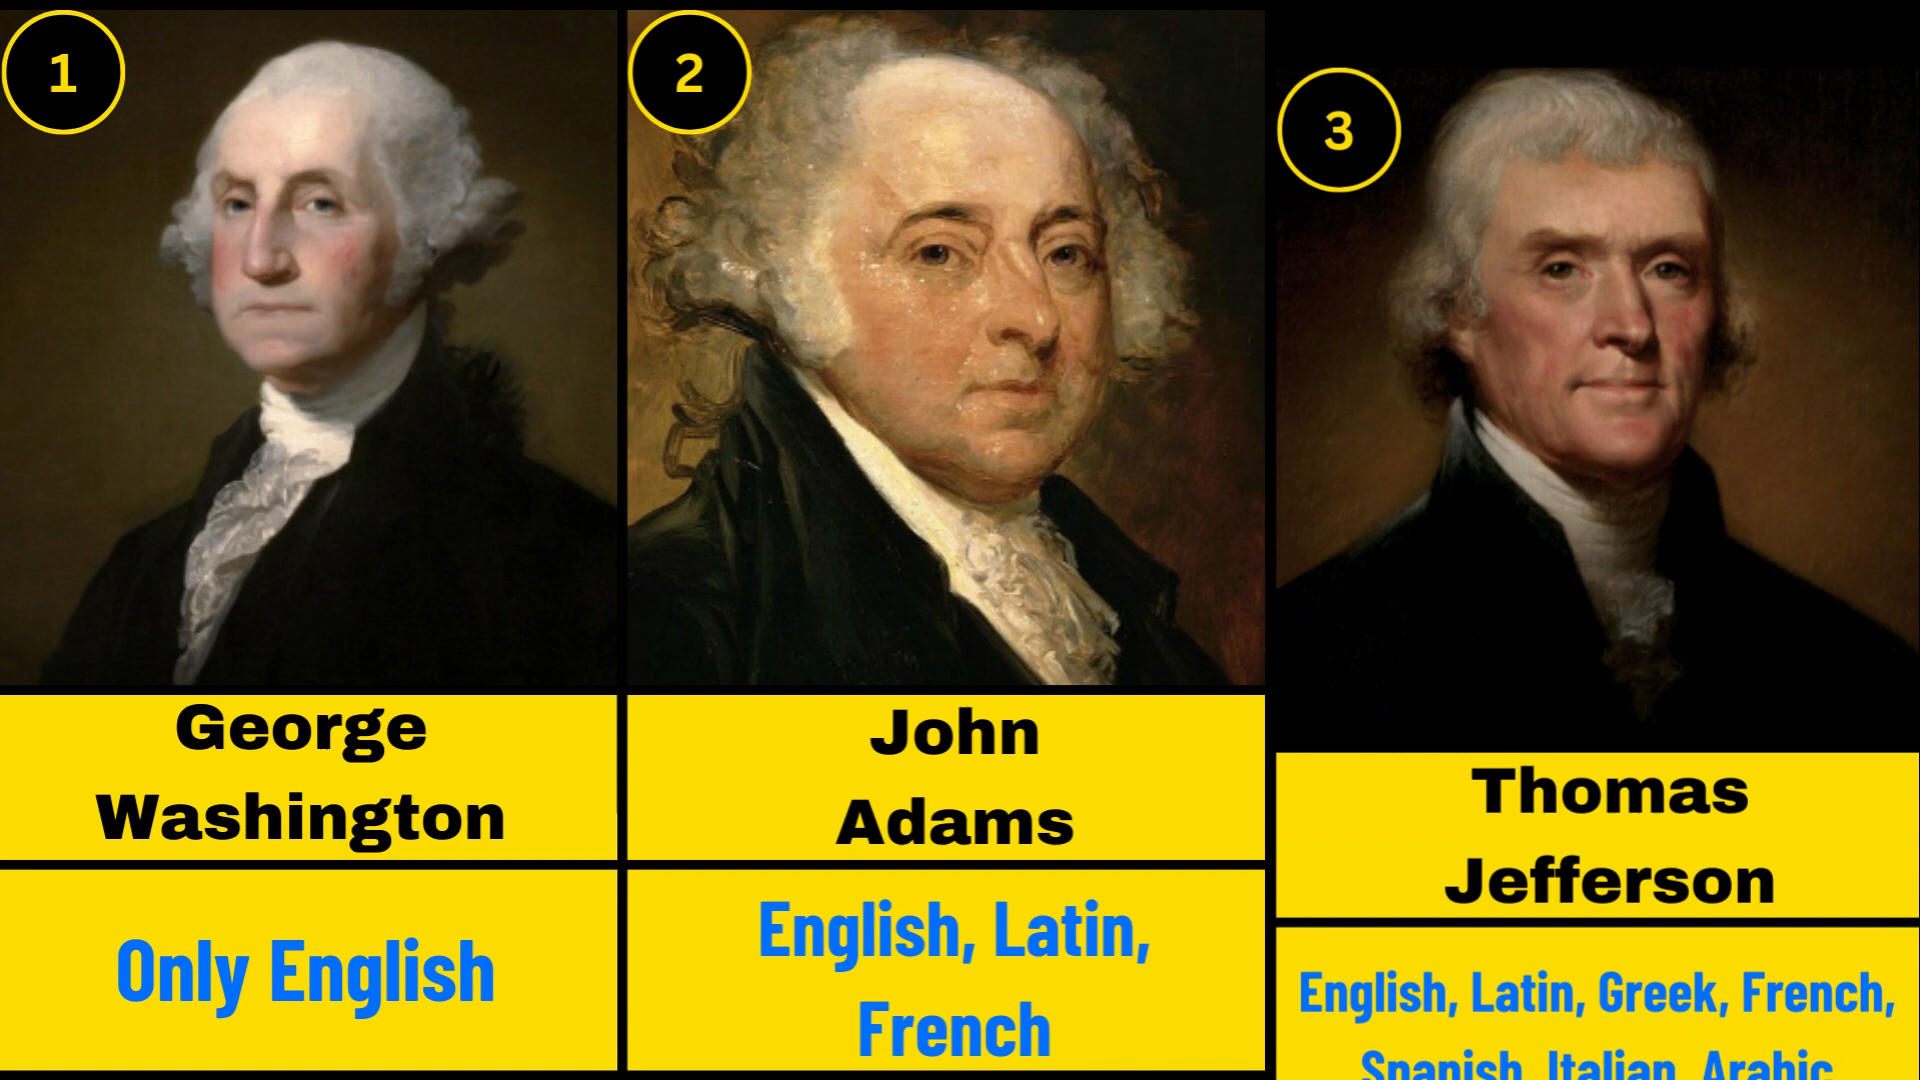 1
George
Washington
Only English
2
John
Adams
English, Latin,
French
3
Thomas
Jefferson
English, Latin, Greek, French,
Spanish, Italian, Arabic